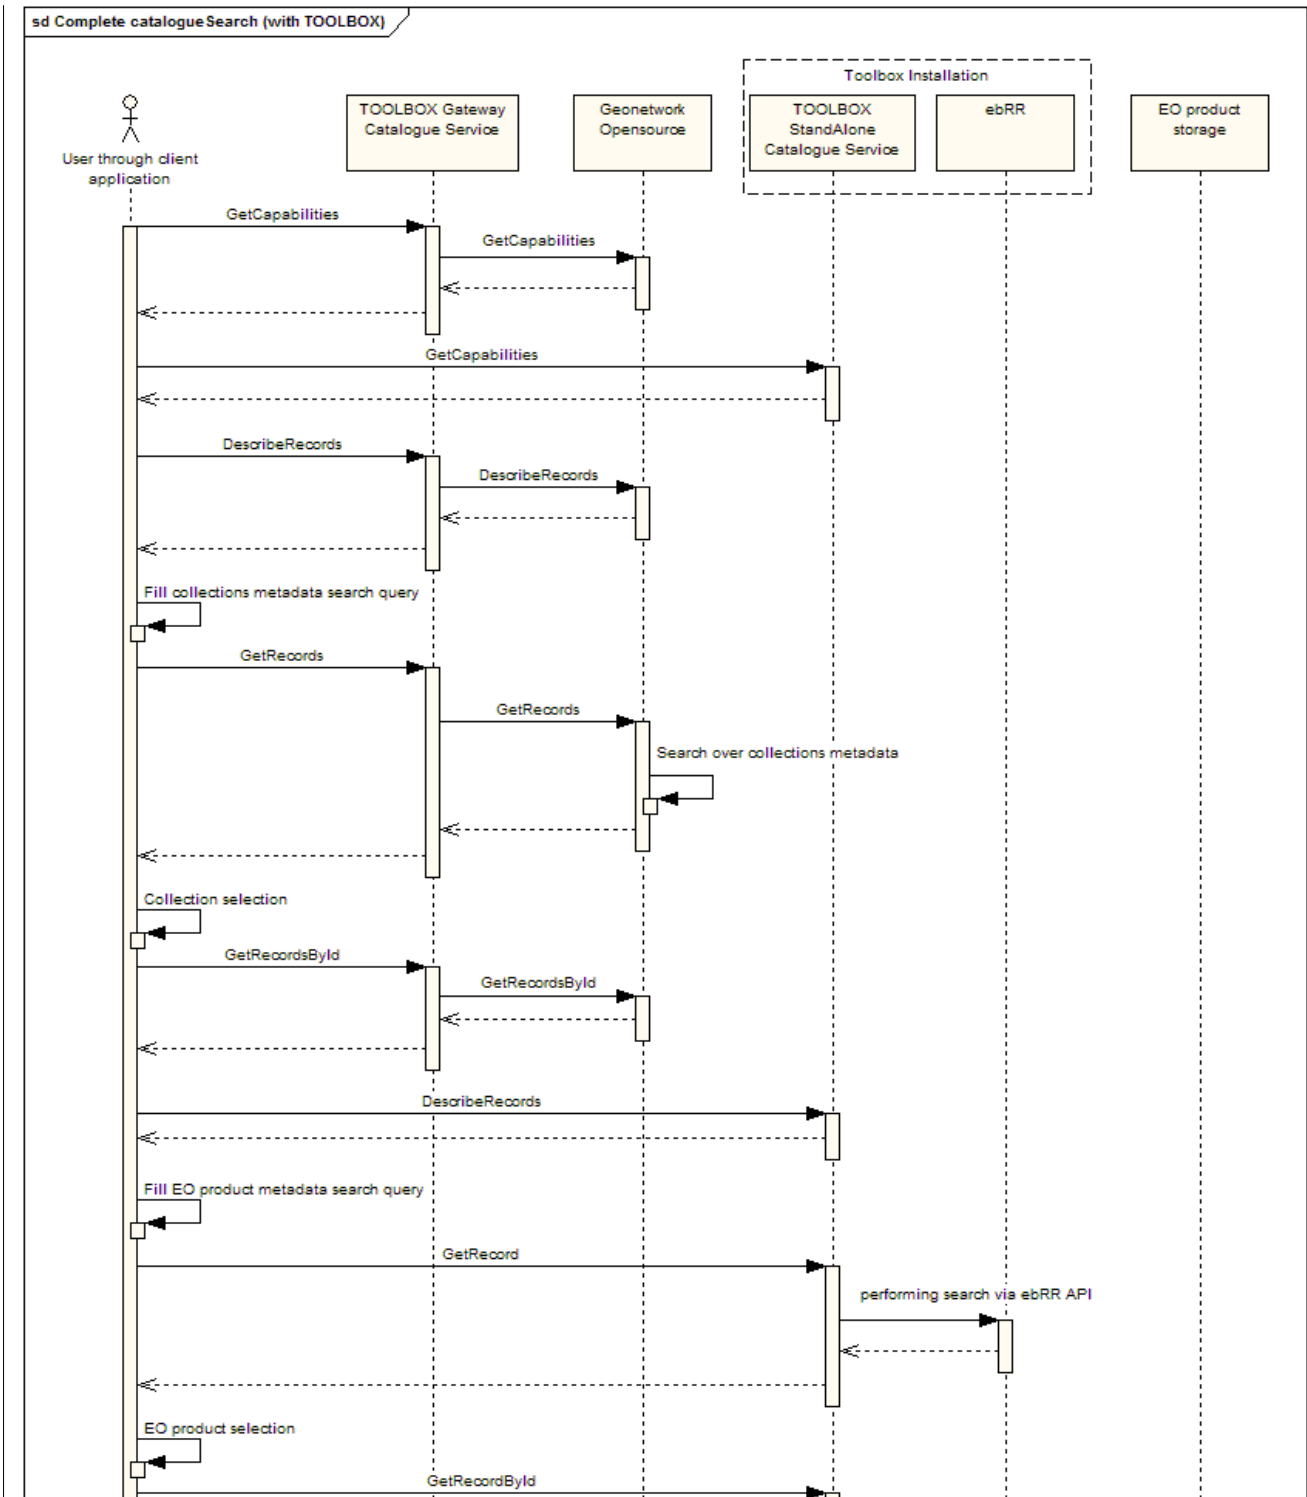 sd Complete catalogueSearch (with TOOLBOX)
Toolbox Installation
User through client
application
TOOLBOX Gateway
Catalogue Service
Geonetwork
Opensource
TOOLBOX
StandAlone
Catalogue Service
ebRR
EO product
storage
GetCapabilities
GetCapabilities
GetCapabilities
DescribeRecords
DescribeRecords
Fill collections metadata search query
GetRecords
GetRecords
Search over collections metadata
Collection selection
GetRecordsById
GetRecordsById
DescribeRecords
Fill EO product metadata search query
GetRecord
performing search via ebRR API
EO product selection
GetRecordById